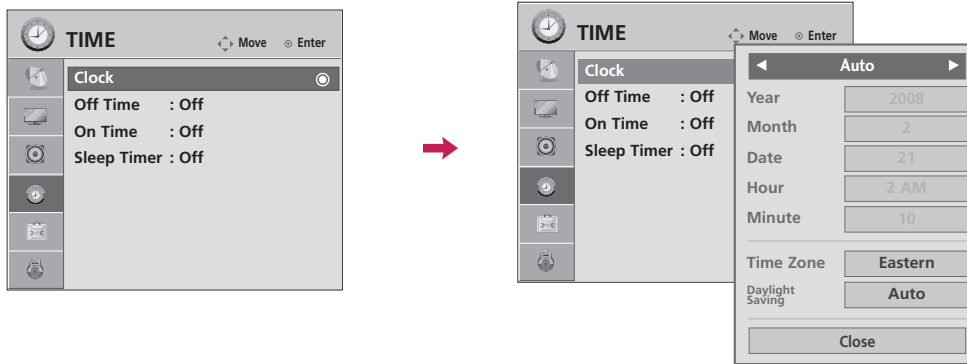 TIME
Move Enter
Clock
Off Time : Off
On Time : Off
Sleep Timer : Off
TIME
Move Enter
Clock
Off Time : Off
On Time : Off
Sleep Timer : Off
Auto
Year 2008
Month 2
Date 21
Hour 2 AM
Minute 10
Time Zone Eastern
Daylight
Saving Auto
Close